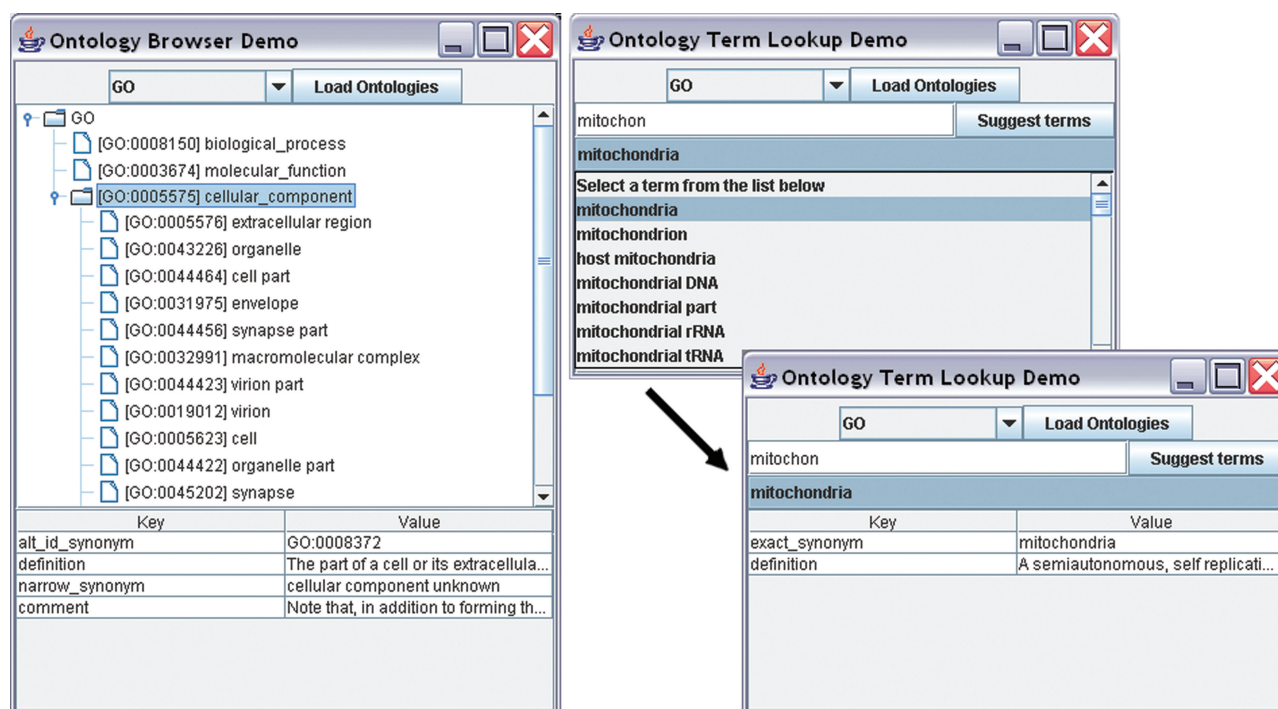 Ontology Browser Demo
GO Load Ontologies
GO
[GO:0008150] biological_process
[GO:0003674] molecular_function
[GO:0005575] cellular_component
[GO:0005576] extracellular region
[GO:0043226] organelle
[GO:0044464] cell part
[GO:0031975] envelope
[GO:0044456] synapse part
[GO:0032991] macromolecular complex
[GO:0044423] virion part
[GO:0019012] virion
[GO:0005623] cell
[GO:0044422] organelle part
[GO:0045202] synapse
Key Value
alt_id_synonym GO:0008372
definition The part of a cell or its extracellula...
narrow_synonym cellular component unknown
comment Note that, in addition to forming th...
Ontology Term Lookup Demo
GO Load Ontologies
mitochon Suggest terms
mitochondria
Select a term from the list below
mitochondria
mitochondrion
host mitochondria
mitochondrial DNA
mitochondrial part
mitochondrial rRNA
mitochondrial tRNA
Ontology Term Lookup Demo
GO Load Ontologies
mitochon Suggest terms
mitochondria
Key Value
exact_synonym mitochondria
definition A semiautonomous, self replicati...